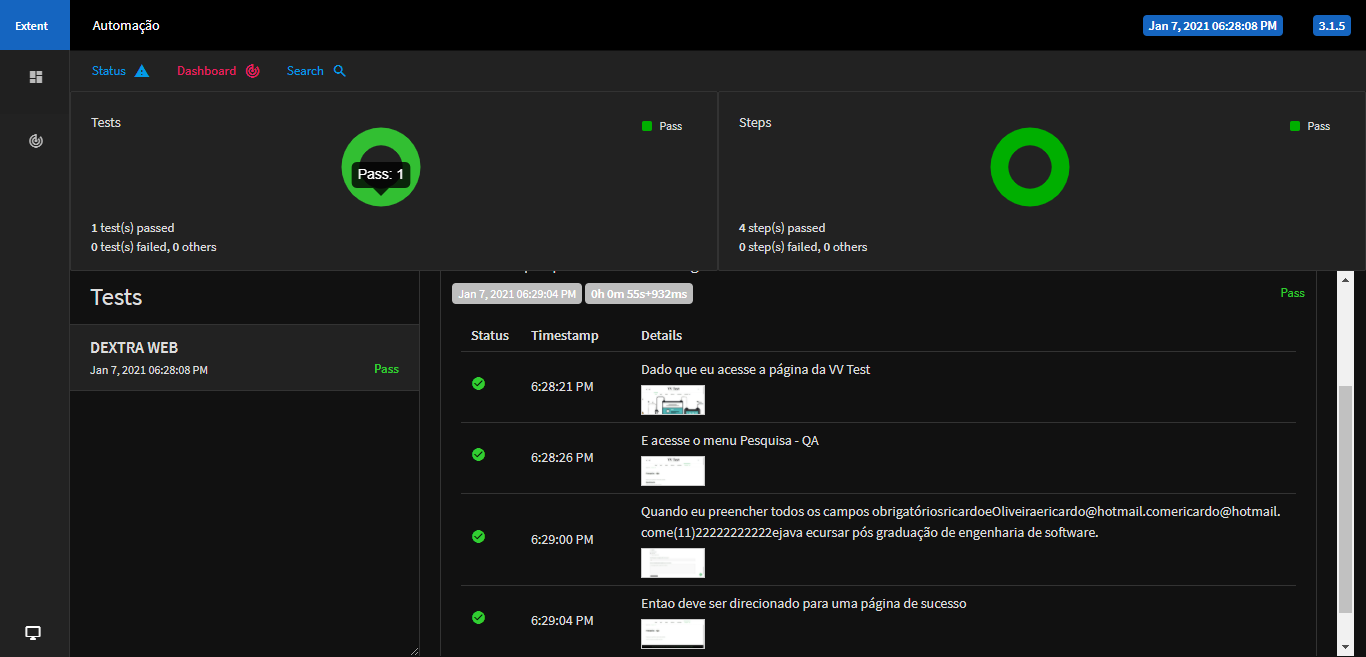 Extent
Automação
Jan 7, 2021 06:28:08 PM
3.1.5
Status
Dashboard
Search
Tests
Pass
Pass: 1
1 test(s) passed
0 test(s) failed, 0 others
Steps
Pass
4 step(s) passed
0 step(s) failed, 0 others
Tests
DEXTRA WEB
Jan 7, 2021 06:28:08 PM
Pass
Jan 7, 2021 06:29:04 PM
0h 0m 55s+932ms
Pass
Status Timestamp Details
6:28:21 PM
Dado que eu acesse a página da VV Test
6:28:26 PM
E acesse o menu Pesquisa - QA
6:29:00 PM
Quando eu preencher todos os campos obrigatóriosricardoeOliveiraericardo@hotmail.comericardo@hotmail.
come(11)22222222222ejava ecursar pós graduação de engenharia de software.
6:29:04 PM
Entao deve ser direcionado para uma página de sucesso